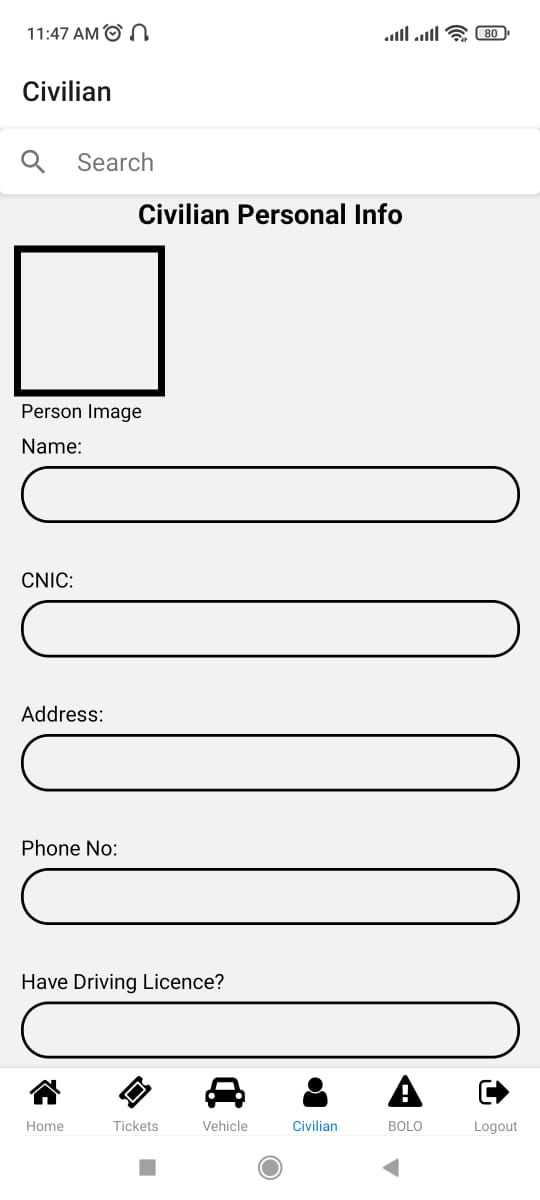 11:47 AM 80
Civilian
Search
Civilian Personal Info
Person Image
Name:
CNIC:
Address:
Phone No:
Have Driving Licence?
Home Tickets Vehicle Civilian BOLO Logout